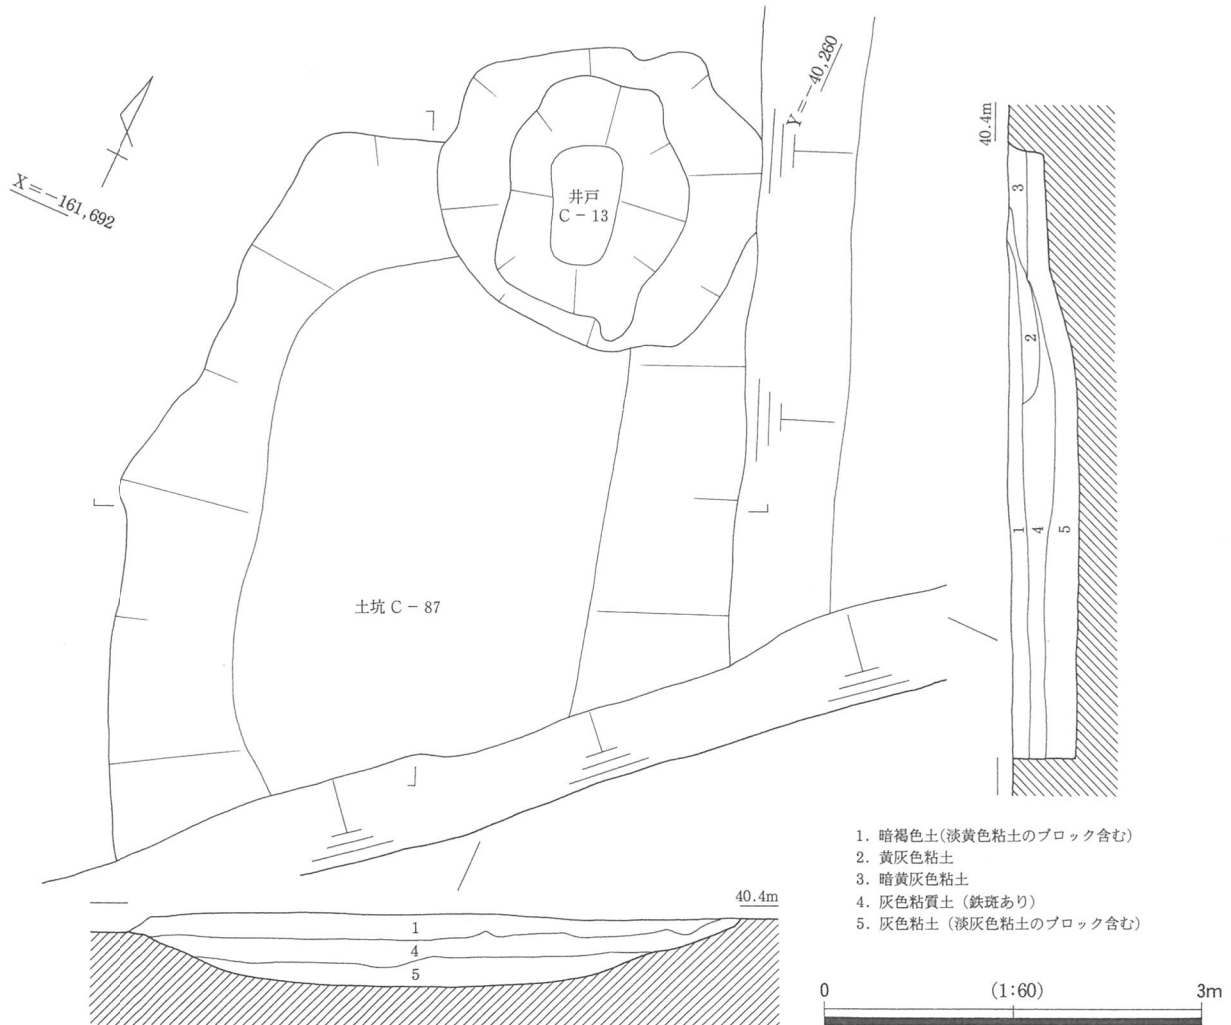 Y＝－40,260
X＝－161,692
井戸
C－13
土坑 C－87
40.4m
3
2
1
4
5
40.4m
1
4
5
1．暗褐色土(淡黄色粘土のブロック含む)
2．黄灰色粘土
3．暗黄灰色粘土
4．灰色粘質土（鉄斑あり）
5．灰色粘土（淡灰色粘土のブロック含む）
0 (1:60) 3m